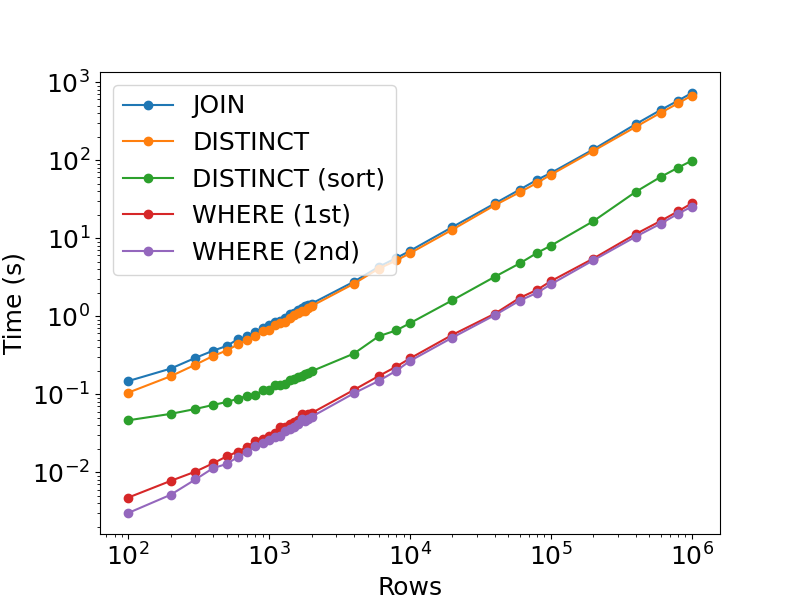 10³
10²
10¹
10⁰
10⁻¹
10⁻²
Time (s)
JOIN
DISTINCT
DISTINCT (sort)
WHERE (1st)
WHERE (2nd)
10² 10³ 10⁴ 10⁵ 10⁶
Rows